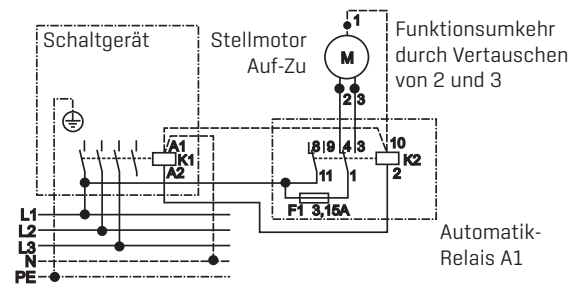 Schaltgerät
Stellmotor
Auf-Zu
1
M
2 3
Funktionsumkehr
durch Vertauschen
von 2 und 3
A1
K1
A2
8 9 4 3
10
K2
11 1 2
F1 3,15A
L1
L2
L3
N
PE
Automatik-
Relais A1